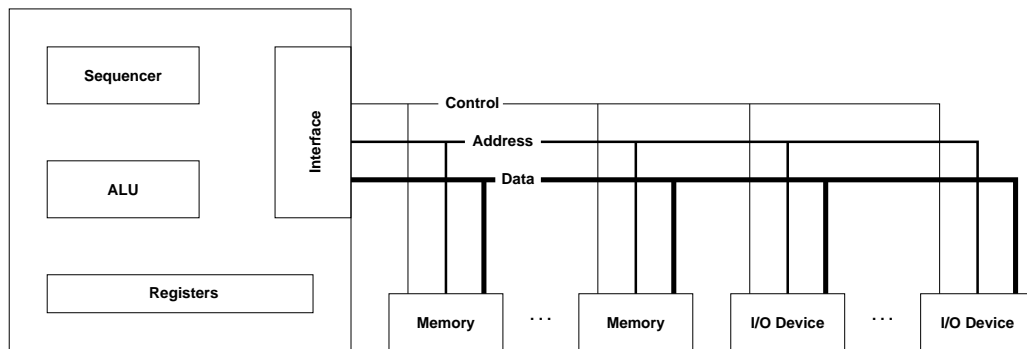 Sequencer
Interface
Control
Address
ALU
Data
Registers
Memory
. . .
Memory
I/O Device
. . .
I/O Device